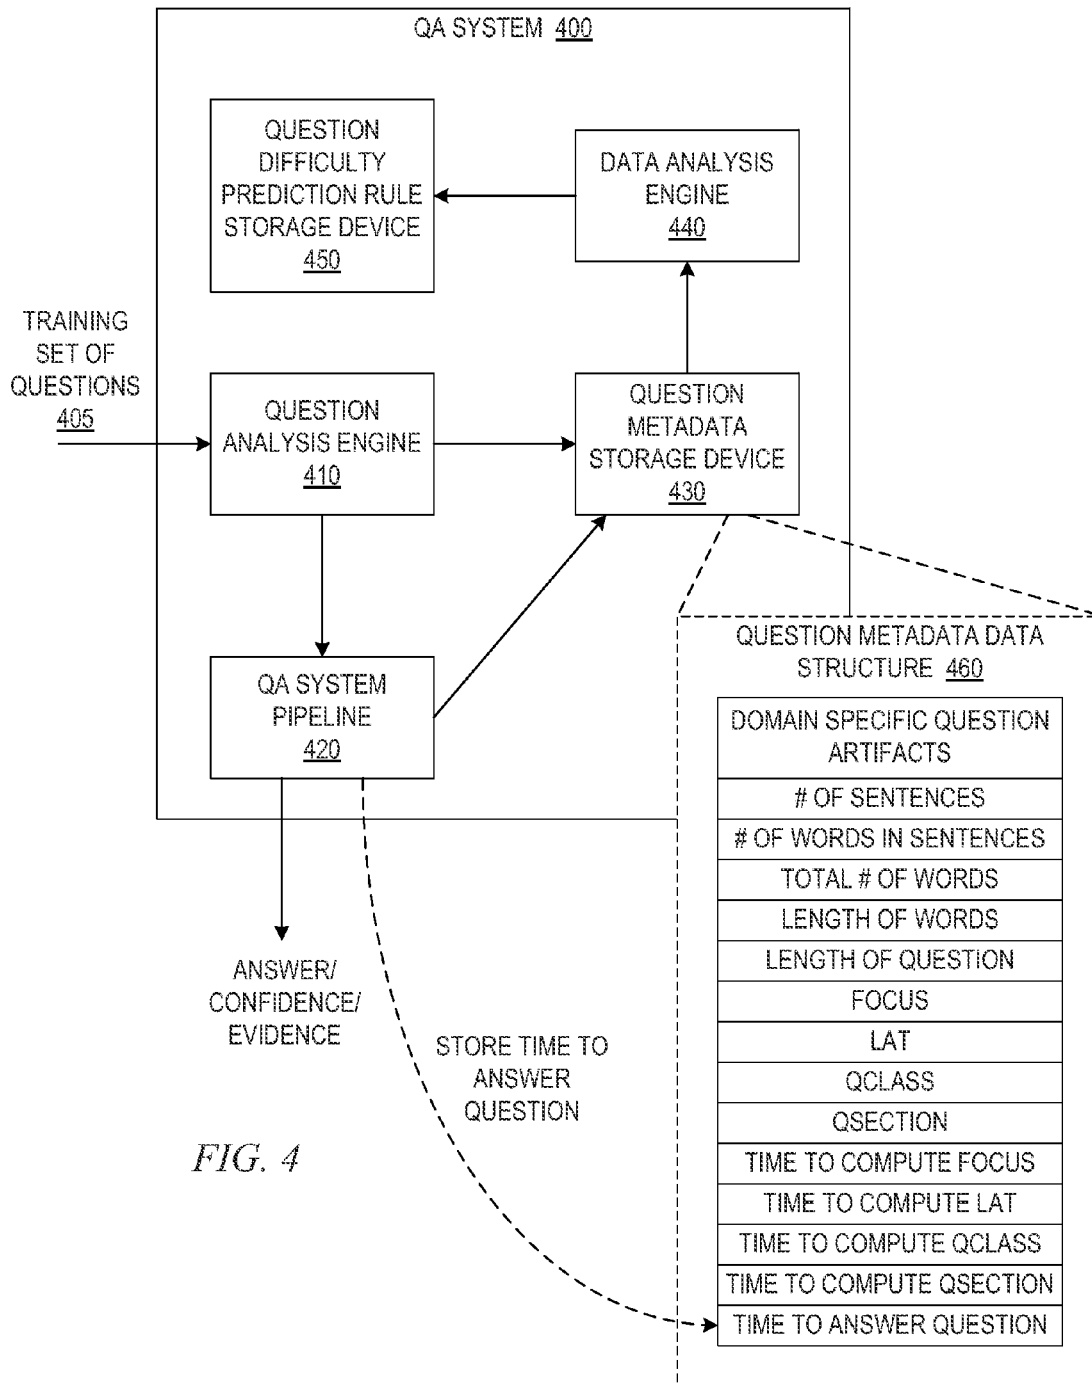 QA SYSTEM 400
QUESTION
DIFFICULTY
PREDICTION RULE
STORAGE DEVICE
450
DATA ANALYSIS
ENGINE
440
TRAINING
SET OF
QUESTIONS
405
QUESTION
ANALYSIS ENGINE
410
QUESTION
METADATA
STORAGE DEVICE
430
QA SYSTEM
PIPELINE
420
QUESTION METADATA DATA
STRUCTURE 460
DOMAIN SPECIFIC QUESTION
ARTIFACTS
# OF SENTENCES
# OF WORDS IN SENTENCES
TOTAL # OF WORDS
LENGTH OF WORDS
LENGTH OF QUESTION
FOCUS
LAT
QCLASS
QSECTION
TIME TO COMPUTE FOCUS
TIME TO COMPUTE LAT
TIME TO COMPUTE QCLASS
TIME TO COMPUTE QSECTION
TIME TO ANSWER QUESTION
ANSWER/
CONFIDENCE/
EVIDENCE
STORE TIME TO
ANSWER
QUESTION
FIG. 4